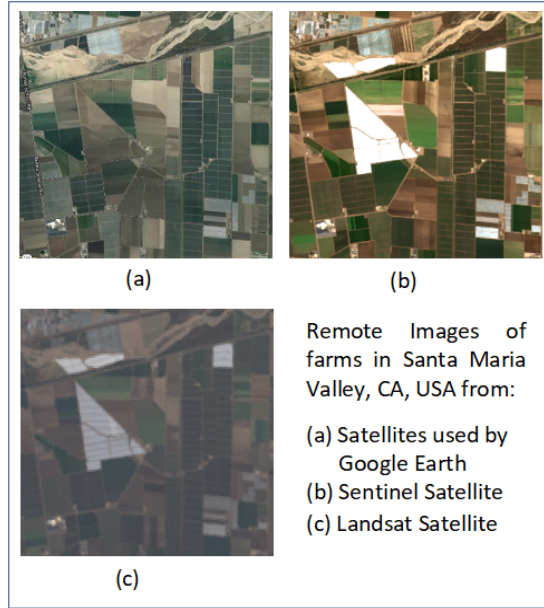 (a)
(b)
Remote Images of
farms in Santa Maria
Valley, CA, USA from:
(a) Satellites used by
Google Earth
(b) Sentinel Satellite
(c) Landsat Satellite
(c)